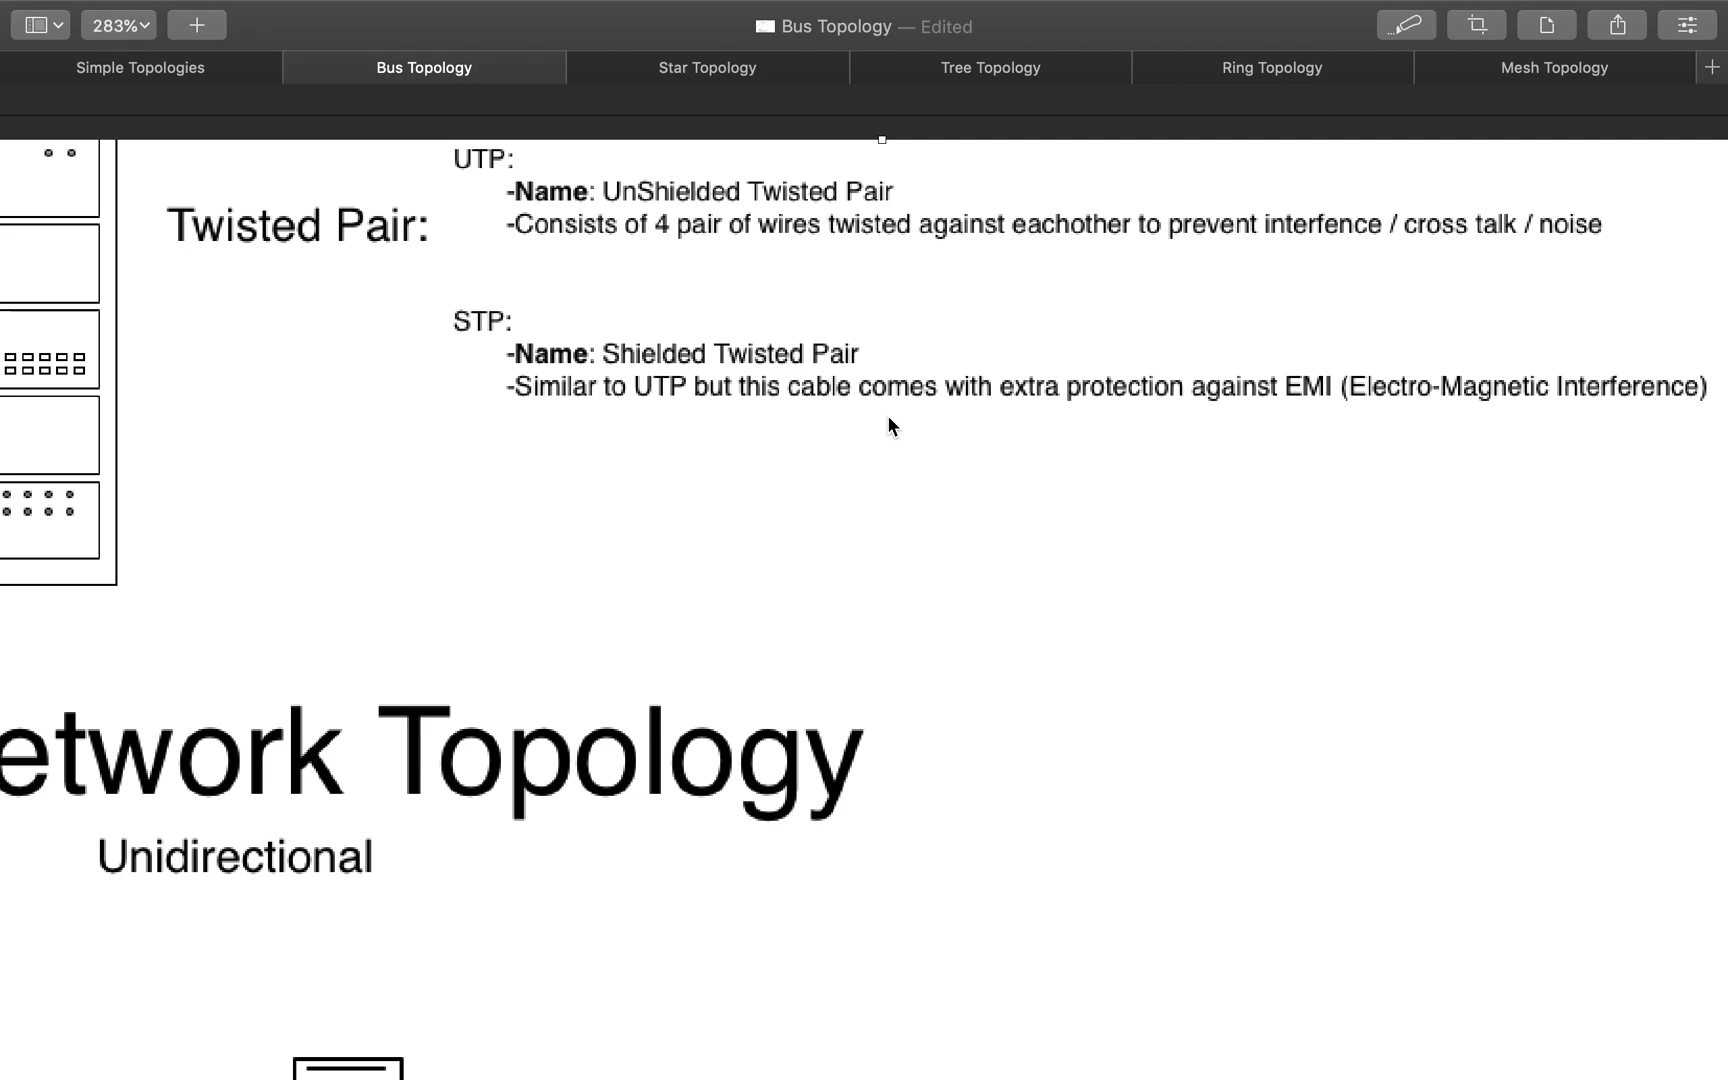 283%
Bus Topology — Edited
Simple Topologies
Bus Topology
Star Topology
Tree Topology
Ring Topology
Mesh Topology
UTP:
-Name: UnShielded Twisted Pair
Twisted Pair:
-Consists of 4 pair of wires twisted against eachother to prevent interfence / cross talk / noise
STP:
-Name: Shielded Twisted Pair
-Similar to UTP but this cable comes with extra protection against EMI (Electro-Magnetic Interference)
etwork Topology
Unidirectional